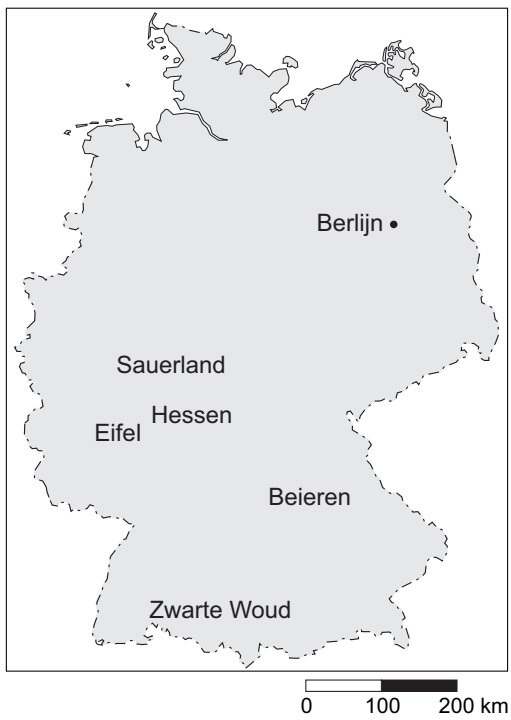 Berlijn
Sauerland
Hessen
Eifel
Beieren
Zwarte Woud
0 100 200 km